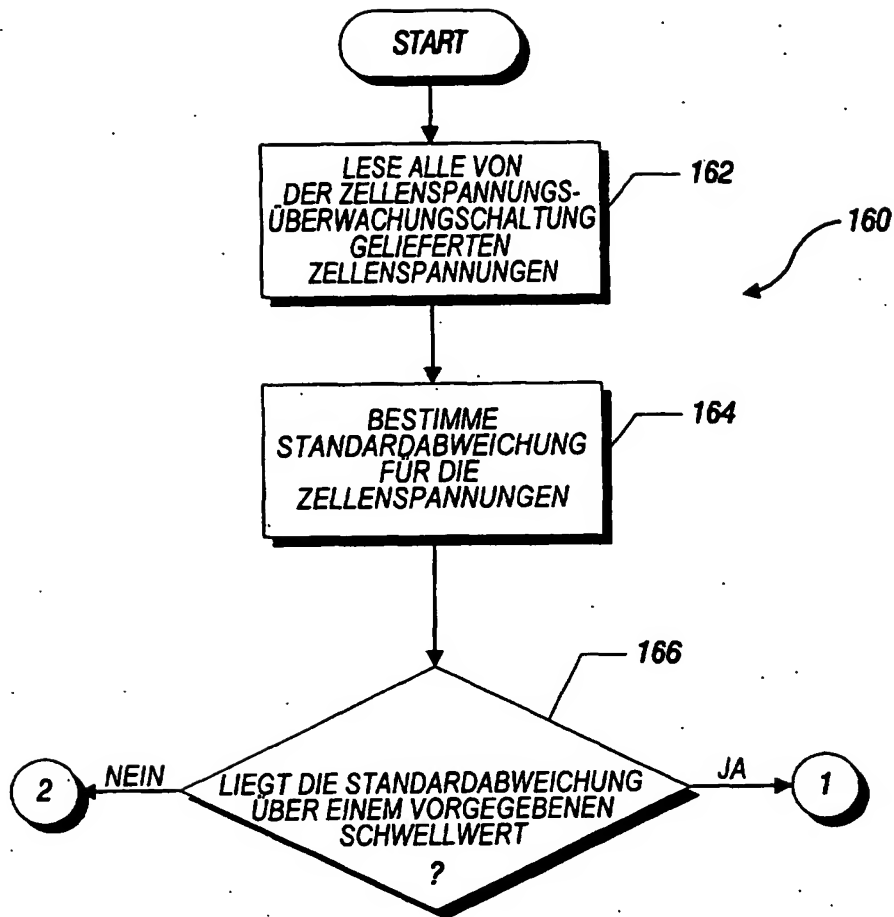 START
LESE ALLE VON
DER ZELLENSPANNUNGS-
ÜBERWACHUNGSCHALTUNG
GELIEFERTEN
ZELLENSPANNUNGEN
162
160
BESTIMME
STANDARDABWEICHUNG
FÜR DIE
ZELLENSPANNUNGEN
164
166
2
NEIN
LIEGT DIE STANDARDABWEICHUNG
ÜBER EINEM VORGEGEBENEN
SCHWELLWERT
?
JA
1